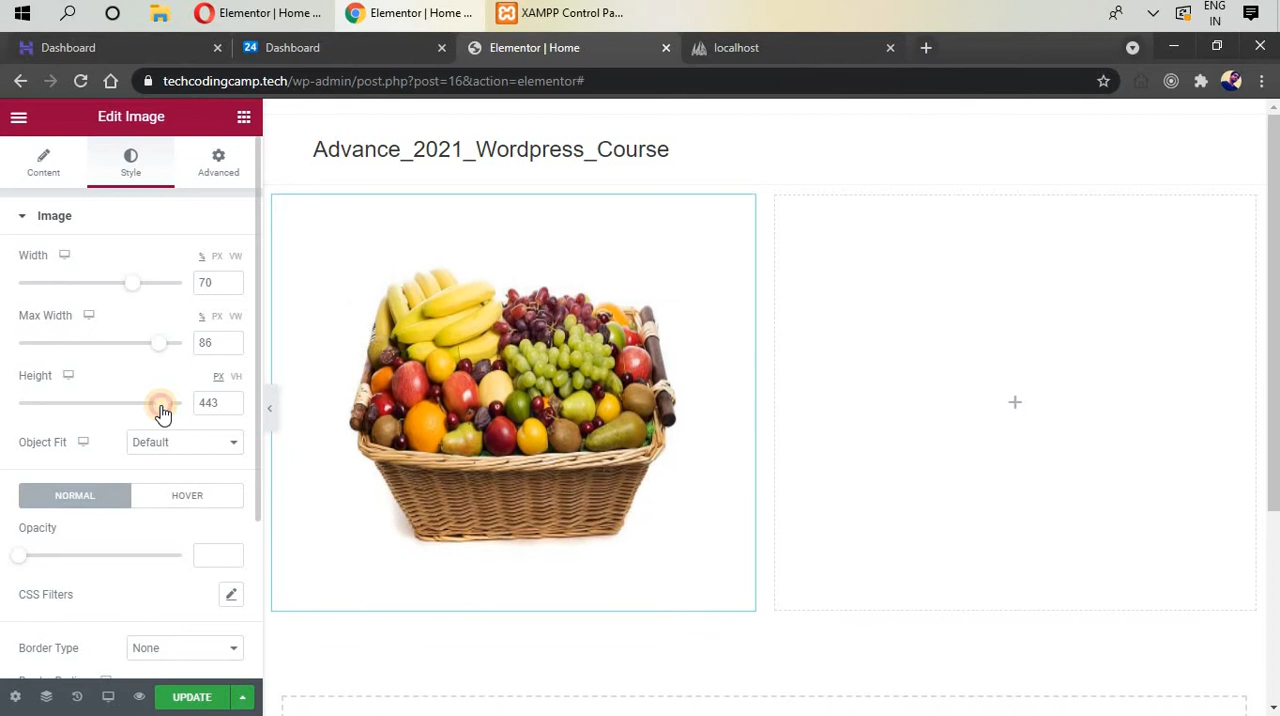 Elementor | Home ...
Elementor | Home ...
XAMPP Control Pa...
ENG
IN
Dashboard
24 Dashboard
Elementor | Home
localhost
techcodingcamp.tech/wp-admin/post.php?post=16&action=elementor#
Edit Image
Content
Style
Advanced
Advance_2021_Wordpress_Course
Image
Width
% PX VW
70
Max Width
% PX VW
86
Height
PX VH
443
Object Fit
Default
NORMAL
HOVER
Opacity
CSS Filters
Border Type
None
UPDATE